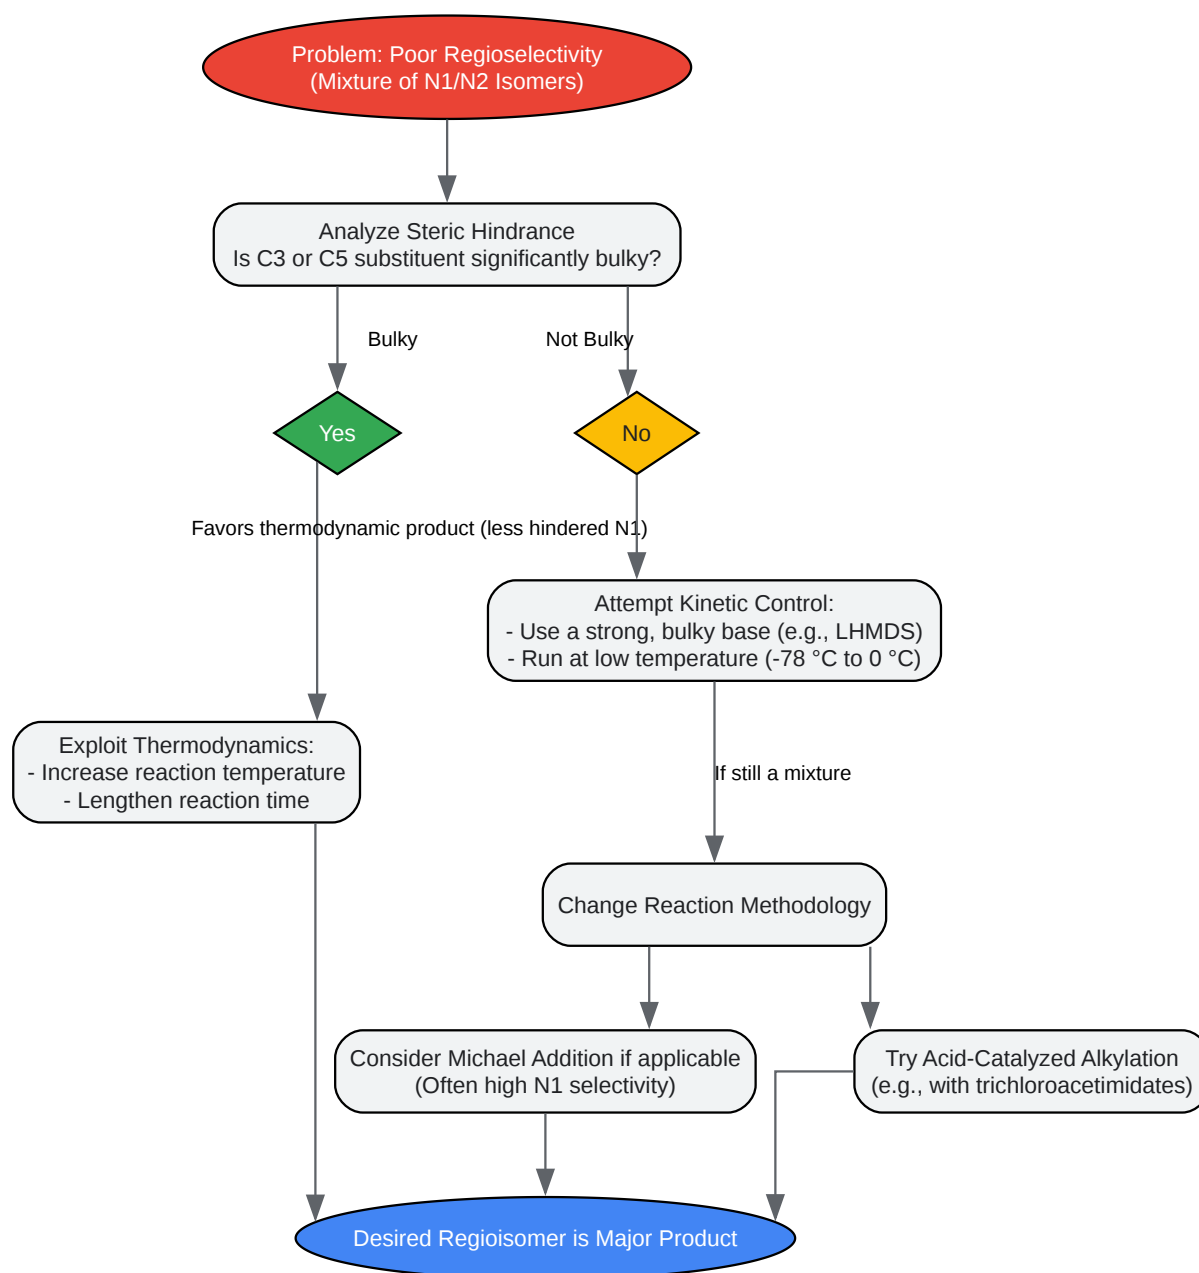 Problem: Poor Regioselectivity
(Mixture of N1/N2 Isomers)
Analyze Steric Hindrance
Is C3 or C5 substituent significantly bulky?
Bulky
Not Bulky
Yes
No
Favors thermodynamic product (less hindered N1)
Attempt Kinetic Control:
- Use a strong, bulky base (e.g., LHMDS)
- Run at low temperature (-78 °C to 0 °C)
Exploit Thermodynamics:
- Increase reaction temperature
- Lengthen reaction time
If still a mixture
Change Reaction Methodology
Consider Michael Addition if applicable
(Often high N1 selectivity)
Try Acid-Catalyzed Alkylation
(e.g., with trichloroacetimidates)
Desired Regioisomer is Major Product